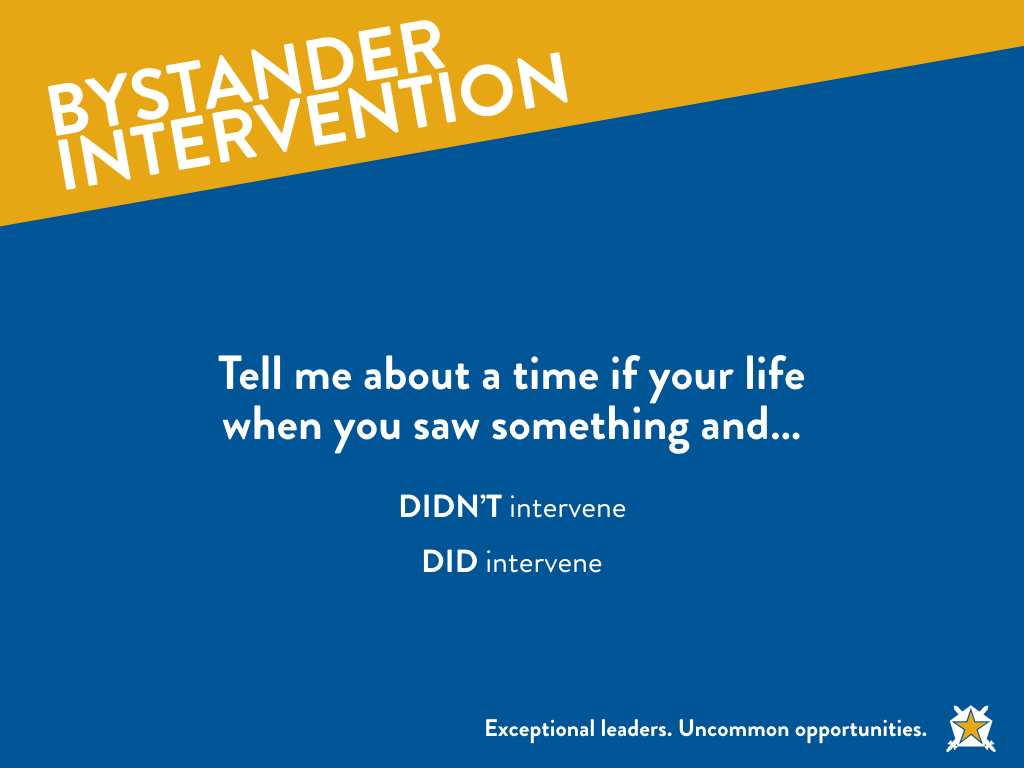 BYSTANDER
INTERVENTION
Tell me about a time if your life
when you saw something and...
DIDN'T intervene
DID intervene
Exceptional leaders. Uncommon opportunities.